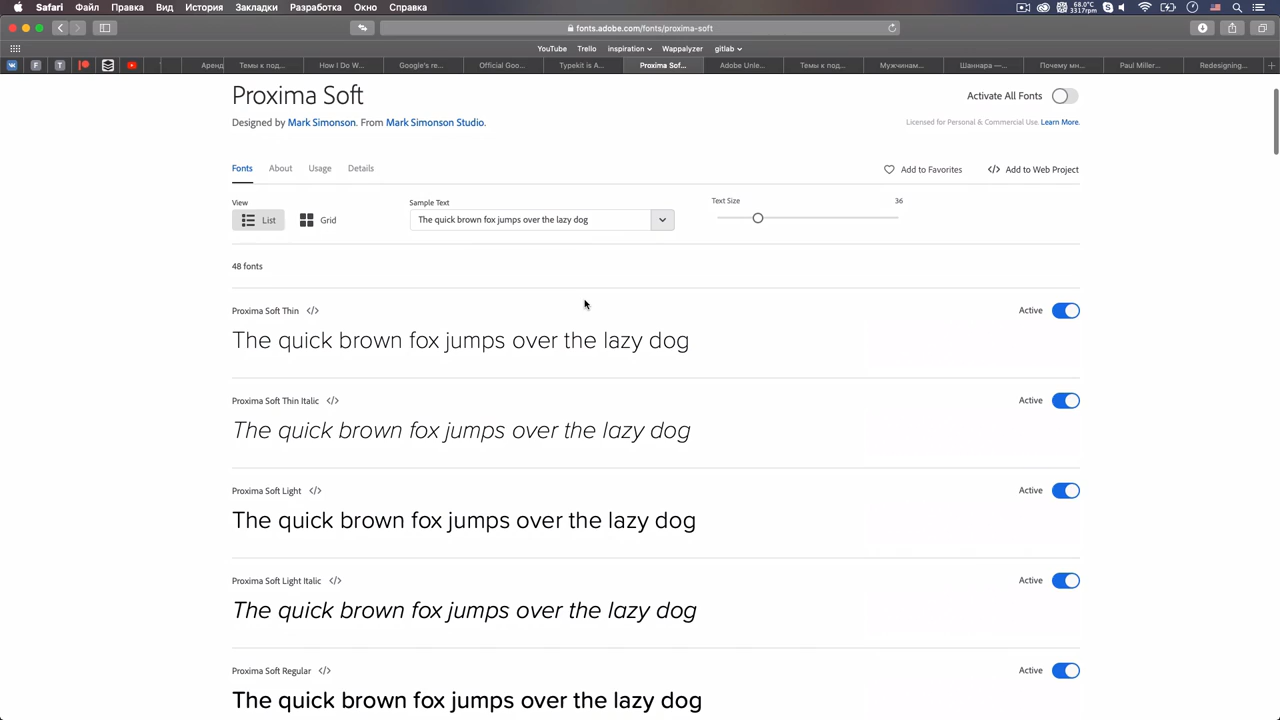 Safari Файл Правка Вид История Закладки Разработка Окно Справка 58.0°C 3317rpm
fonts.adobe.com/fonts/proxima-soft
YouTube Trello inspiration Wappalyzer gitlab
Аренд Темы к под... How I Do W... Google's re... Official Goo... Typekit is A... Proxima Sof... Adobe Unle... Темы к под... Мужчинам... Шаннара —... Почему мн... Paul Miller... Redesigning...
Proxima Soft
Activate All Fonts
Designed by Mark Simonson. From Mark Simonson Studio.
Licensed for Personal & Commercial Use. Learn More.
Fonts About Usage Details
Add to Favorites </> Add to Web Project
View Sample Text Text Size 36
List Grid The quick brown fox jumps over the lazy dog
48 fonts
Proxima Soft Thin </> Active
The quick brown fox jumps over the lazy dog
Proxima Soft Thin Italic </> Active
The quick brown fox jumps over the lazy dog
Proxima Soft Light </> Active
The quick brown fox jumps over the lazy dog
Proxima Soft Light Italic </> Active
The quick brown fox jumps over the lazy dog
Proxima Soft Regular </> Active
The quick brown fox jumps over the lazy dog